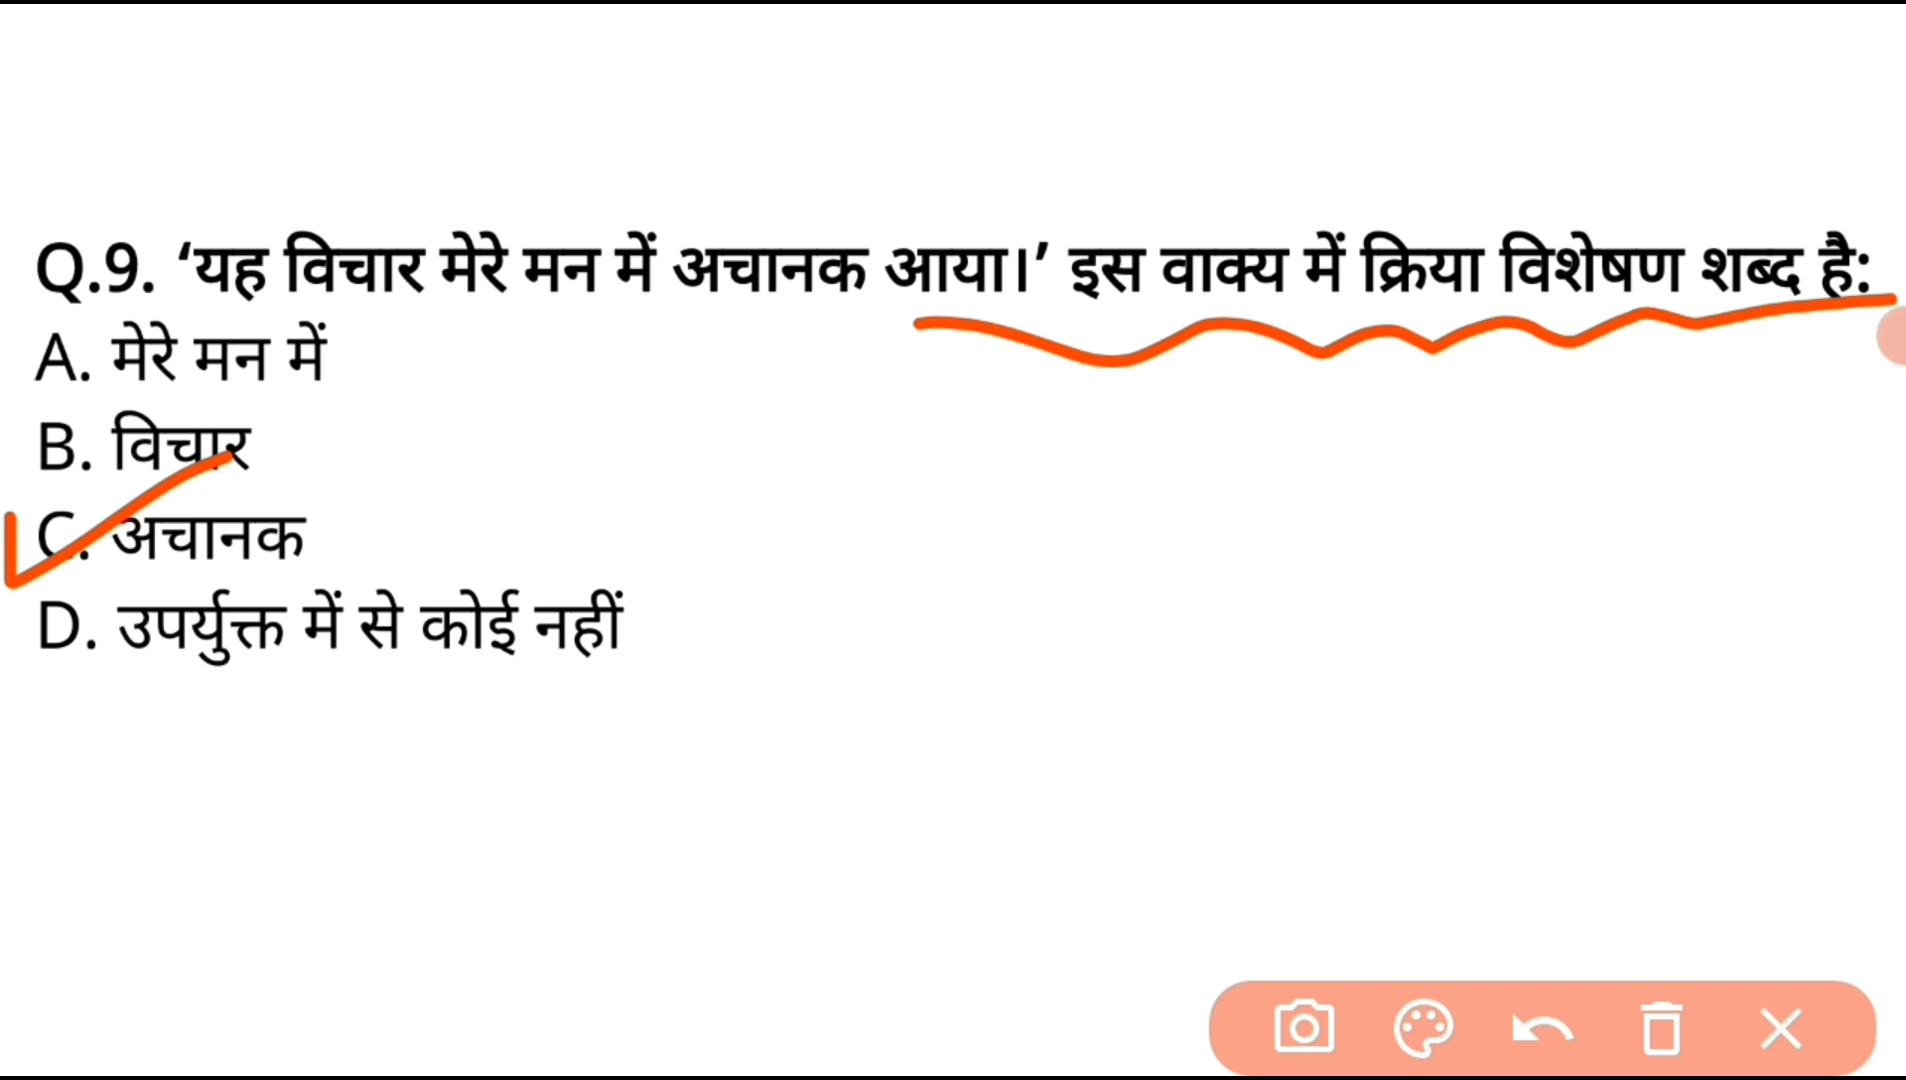 Q.9. ‘यह विचार मेरे मन में अचानक आया।’ इस वाक्य में क्रिया विशेषण शब्द है:
A. मेरे मन में
B. विचार
C. अचानक
D. उपर्युक्त में से कोई नहीं